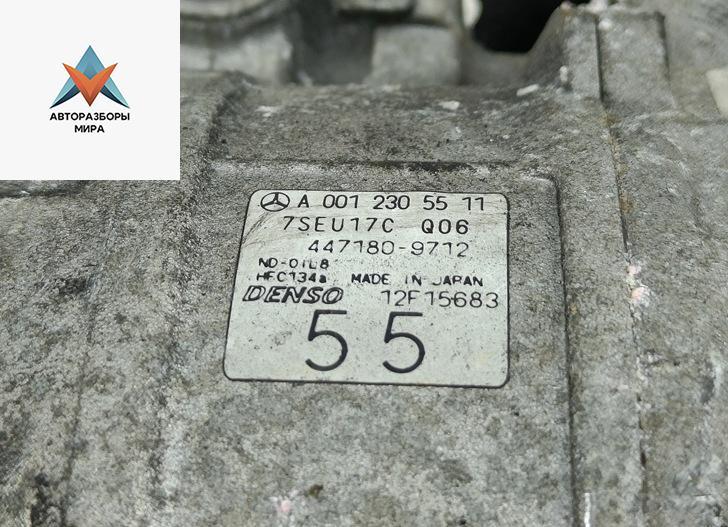 АВТОРАЗБОРЫ
МИРА
A 001 230 55 11
7SEU17C Q06
447180-9712
ND-OIL8
HFC134a MADE IN JAPAN
DENSO 12F15683
55